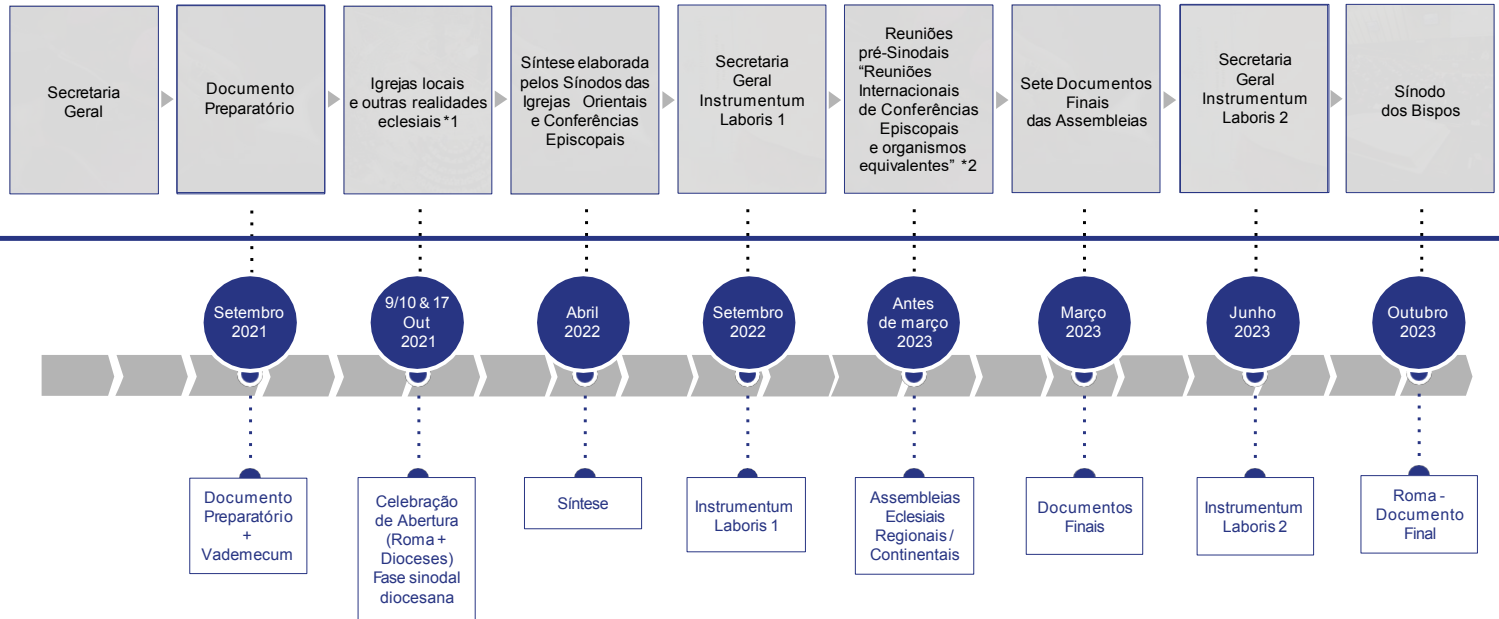 Secretaria
Geral
Documento
Preparatório
Igrejas locais
e outras realidades
eclesiais *1
Síntese elaborada
pelos Sínodos das
Igrejas Orientais
e Conferências
Episcopais
Secretaria
Geral
Instrumentum
Laboris 1
Reuniões
pré-Sinodais
“Reuniões
Internacionais
de Conferências
Episcopais
e organismos
equivalentes” *2
Sete Documentos
Finais
das Assembleias
Secretaria
Geral
Instrumentum
Laboris 2
Sínodo
dos Bispos
Setembro
2021
9/10 & 17
Out
2021
Abril
2022
Setembro
2022
Antes
de março
2023
Março
2023
Junho
2023
Outubro
2023
Documento
Preparatório
+
Vademecum
Celebração
de Abertura
(Roma +
Dioceses)
Fase sinodal
diocesana
Síntese
Instrumentum
Laboris 1
Assembleias
Eclesiais
Regionais /
Continentais
Documentos
Finais
Instrumentum
Laboris 2
Roma -
Documento
Final